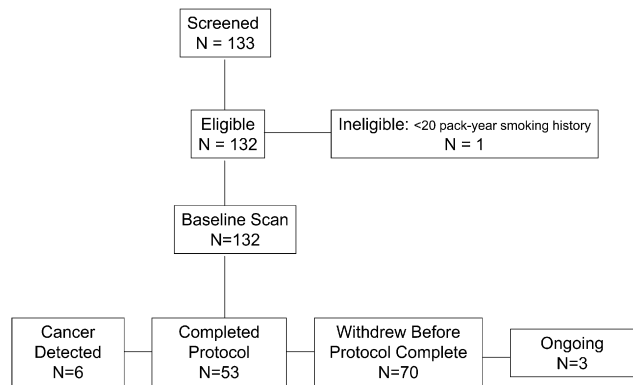 Screened
N = 133
Eligible
N = 132
Ineligible: <20 pack-year smoking history
N = 1
Baseline Scan
N=132
Cancer
Detected
N=6
Completed
Protocol
N=53
Withdrew Before
Protocol Complete
N=70
Ongoing
N=3